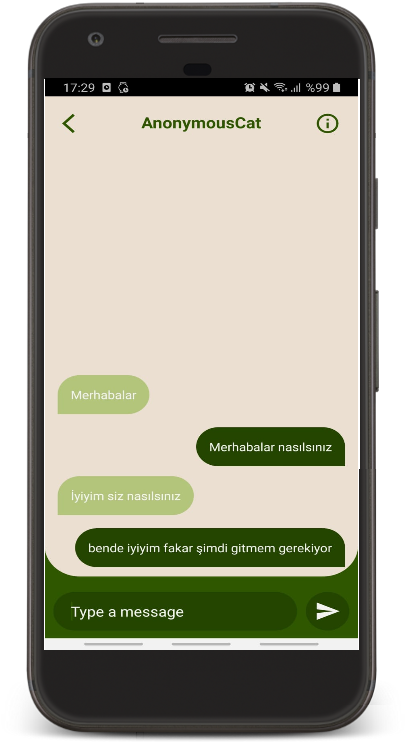 17:29 %99
AnonymousCat
Merhabalar
Merhabalar nasılsınız
İyiyim siz nasılsınız
bende iyiyim fakar şimdi gitmem gerekiyor
Type a message